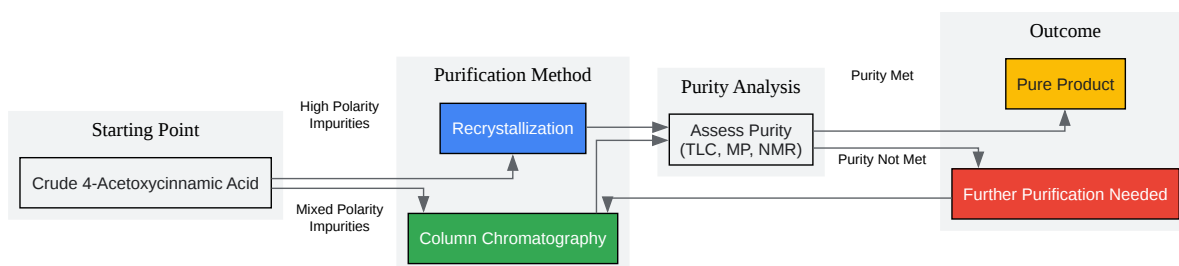 Starting Point
Crude 4-Acetoxycinnamic Acid
High Polarity
Impurities
Mixed Polarity
Impurities
Purification Method
Recrystallization
Column Chromatography
Purity Analysis
Assess Purity
(TLC, MP, NMR)
Purity Met
Purity Not Met
Outcome
Pure Product
Further Purification Needed